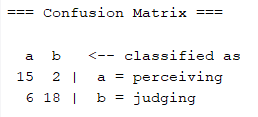 === Confusion Matrix ===
a b <-- classified as
15 2 | a = perceiving
6 18 | b = judging